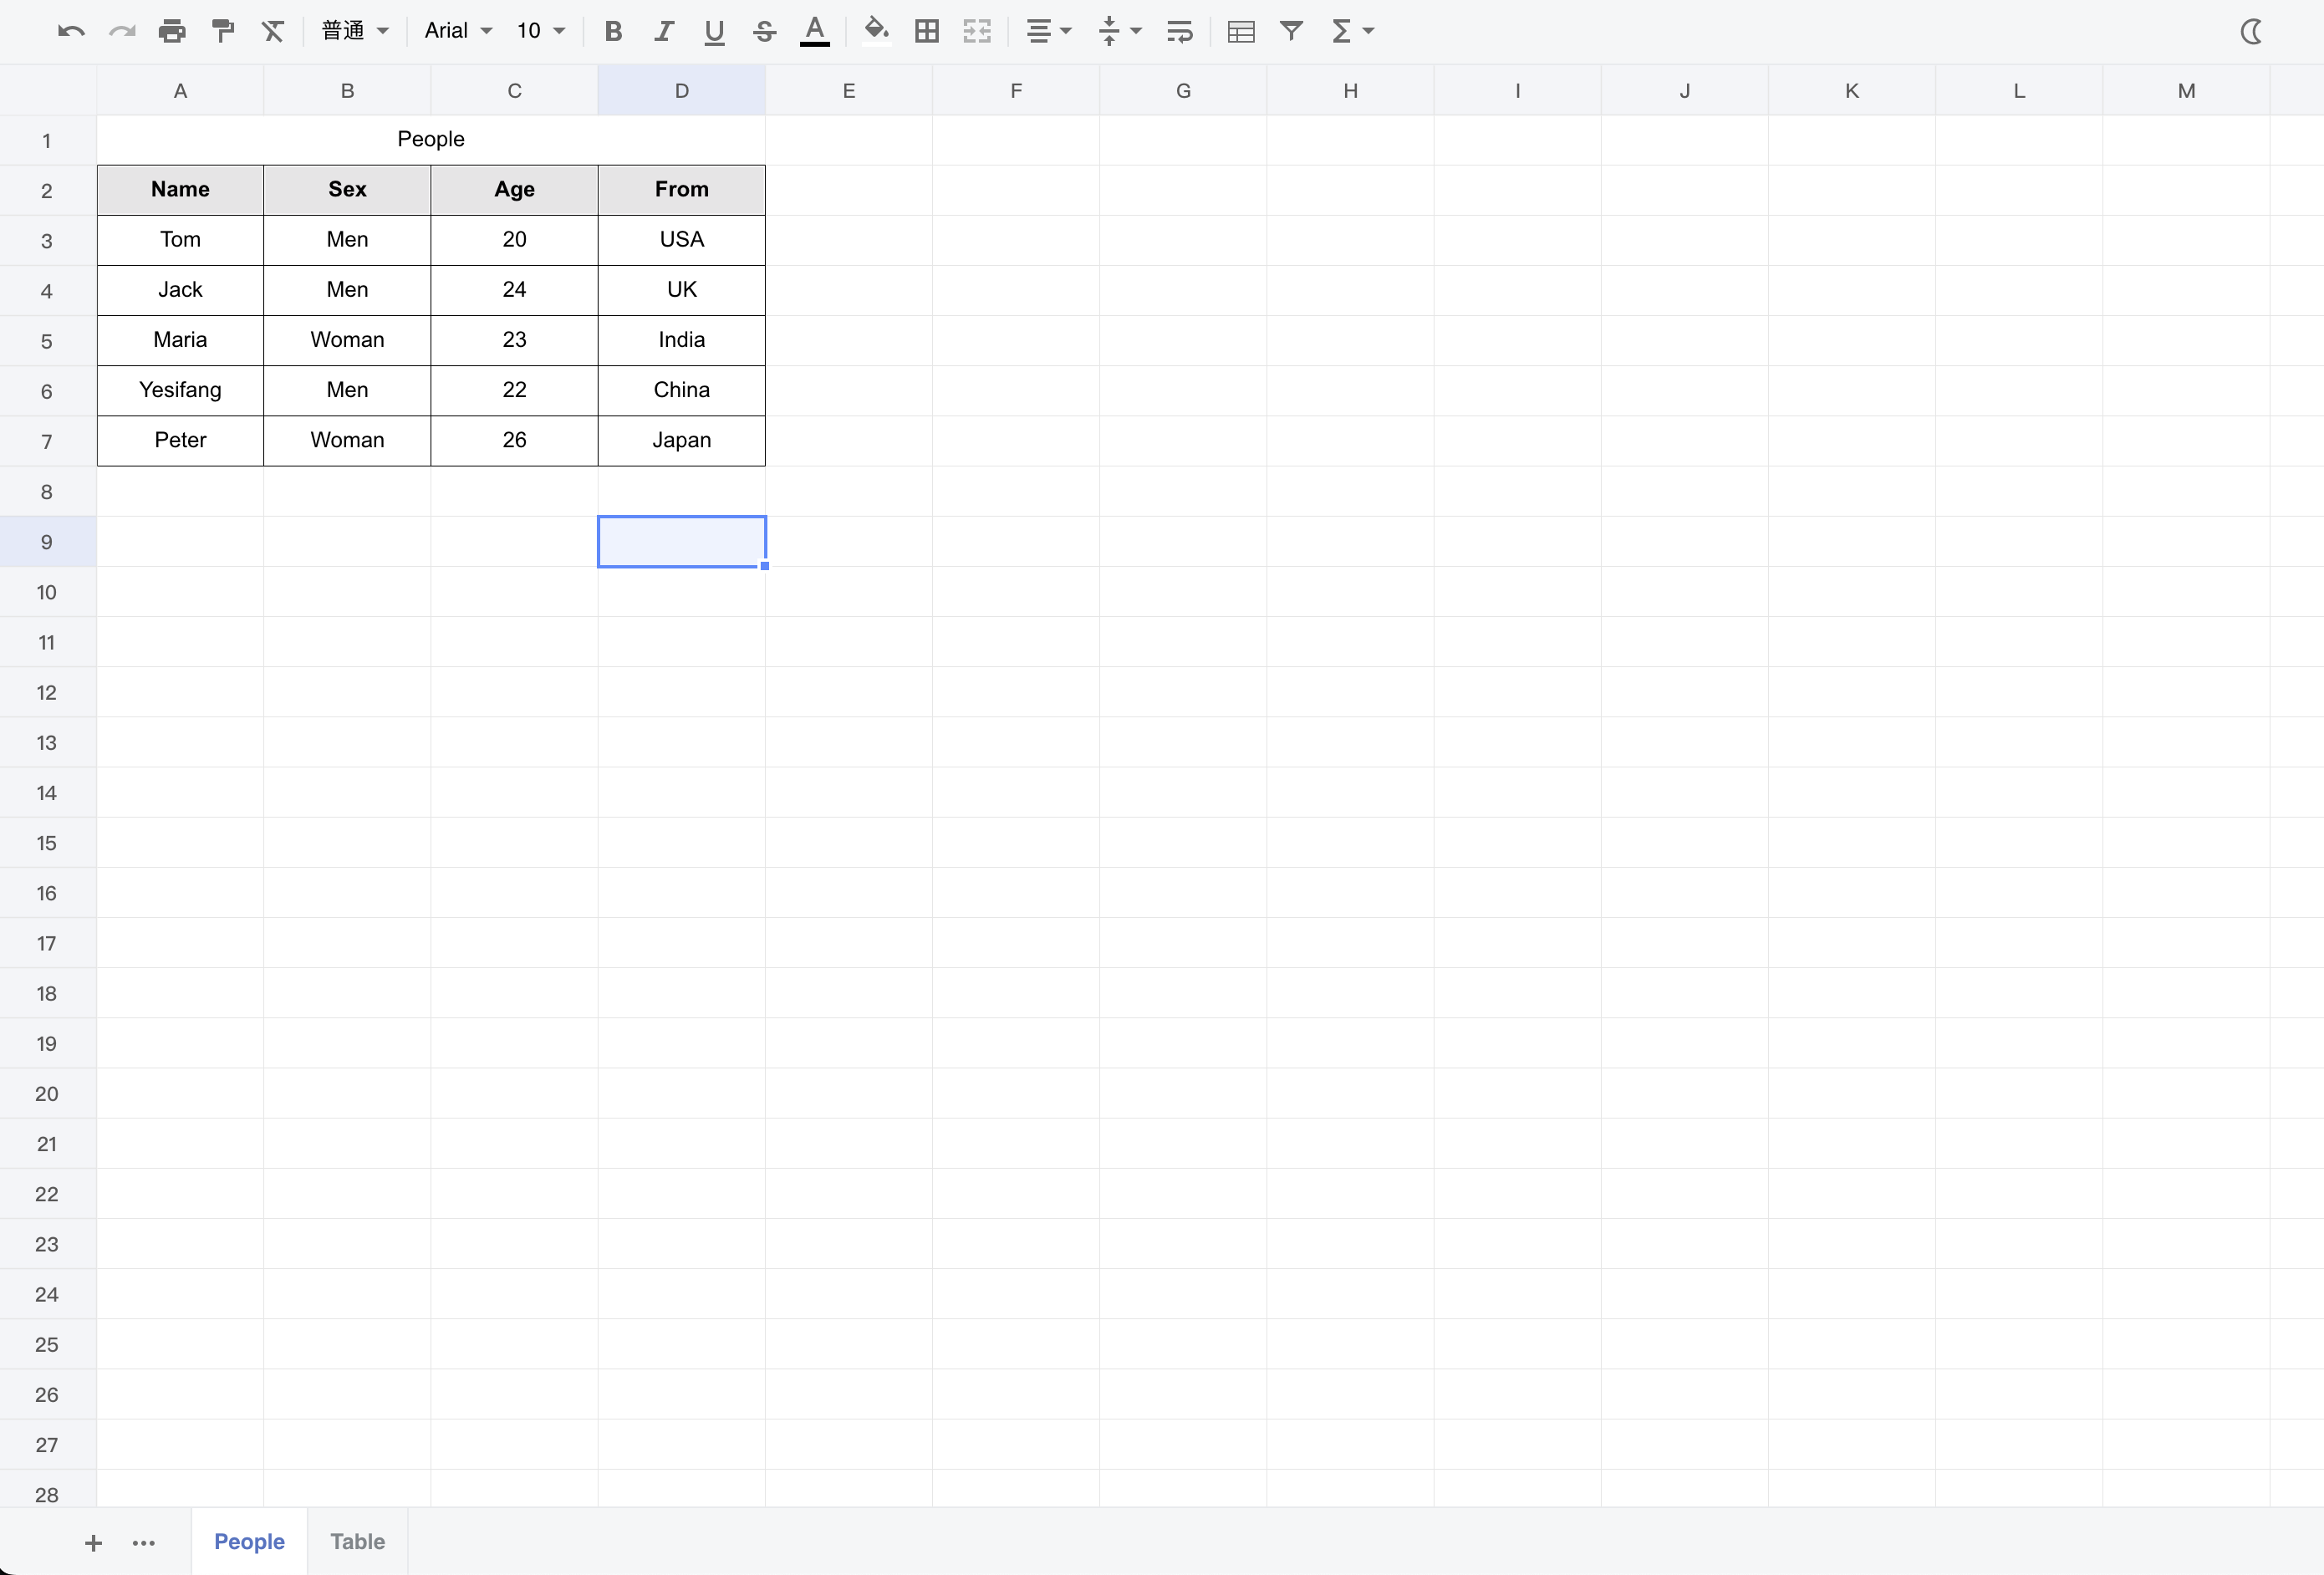 普通 Arial 10 B I U S A
A B C D E F G H I J K L M
1 People
2 Name Sex Age From
3 Tom Men 20 USA
4 Jack Men 24 UK
5 Maria Woman 23 India
6 Yesifang Men 22 China
7 Peter Woman 26 Japan
8
9
10
11
12
13
14
15
16
17
18
19
20
21
22
23
24
25
26
27
28
People Table